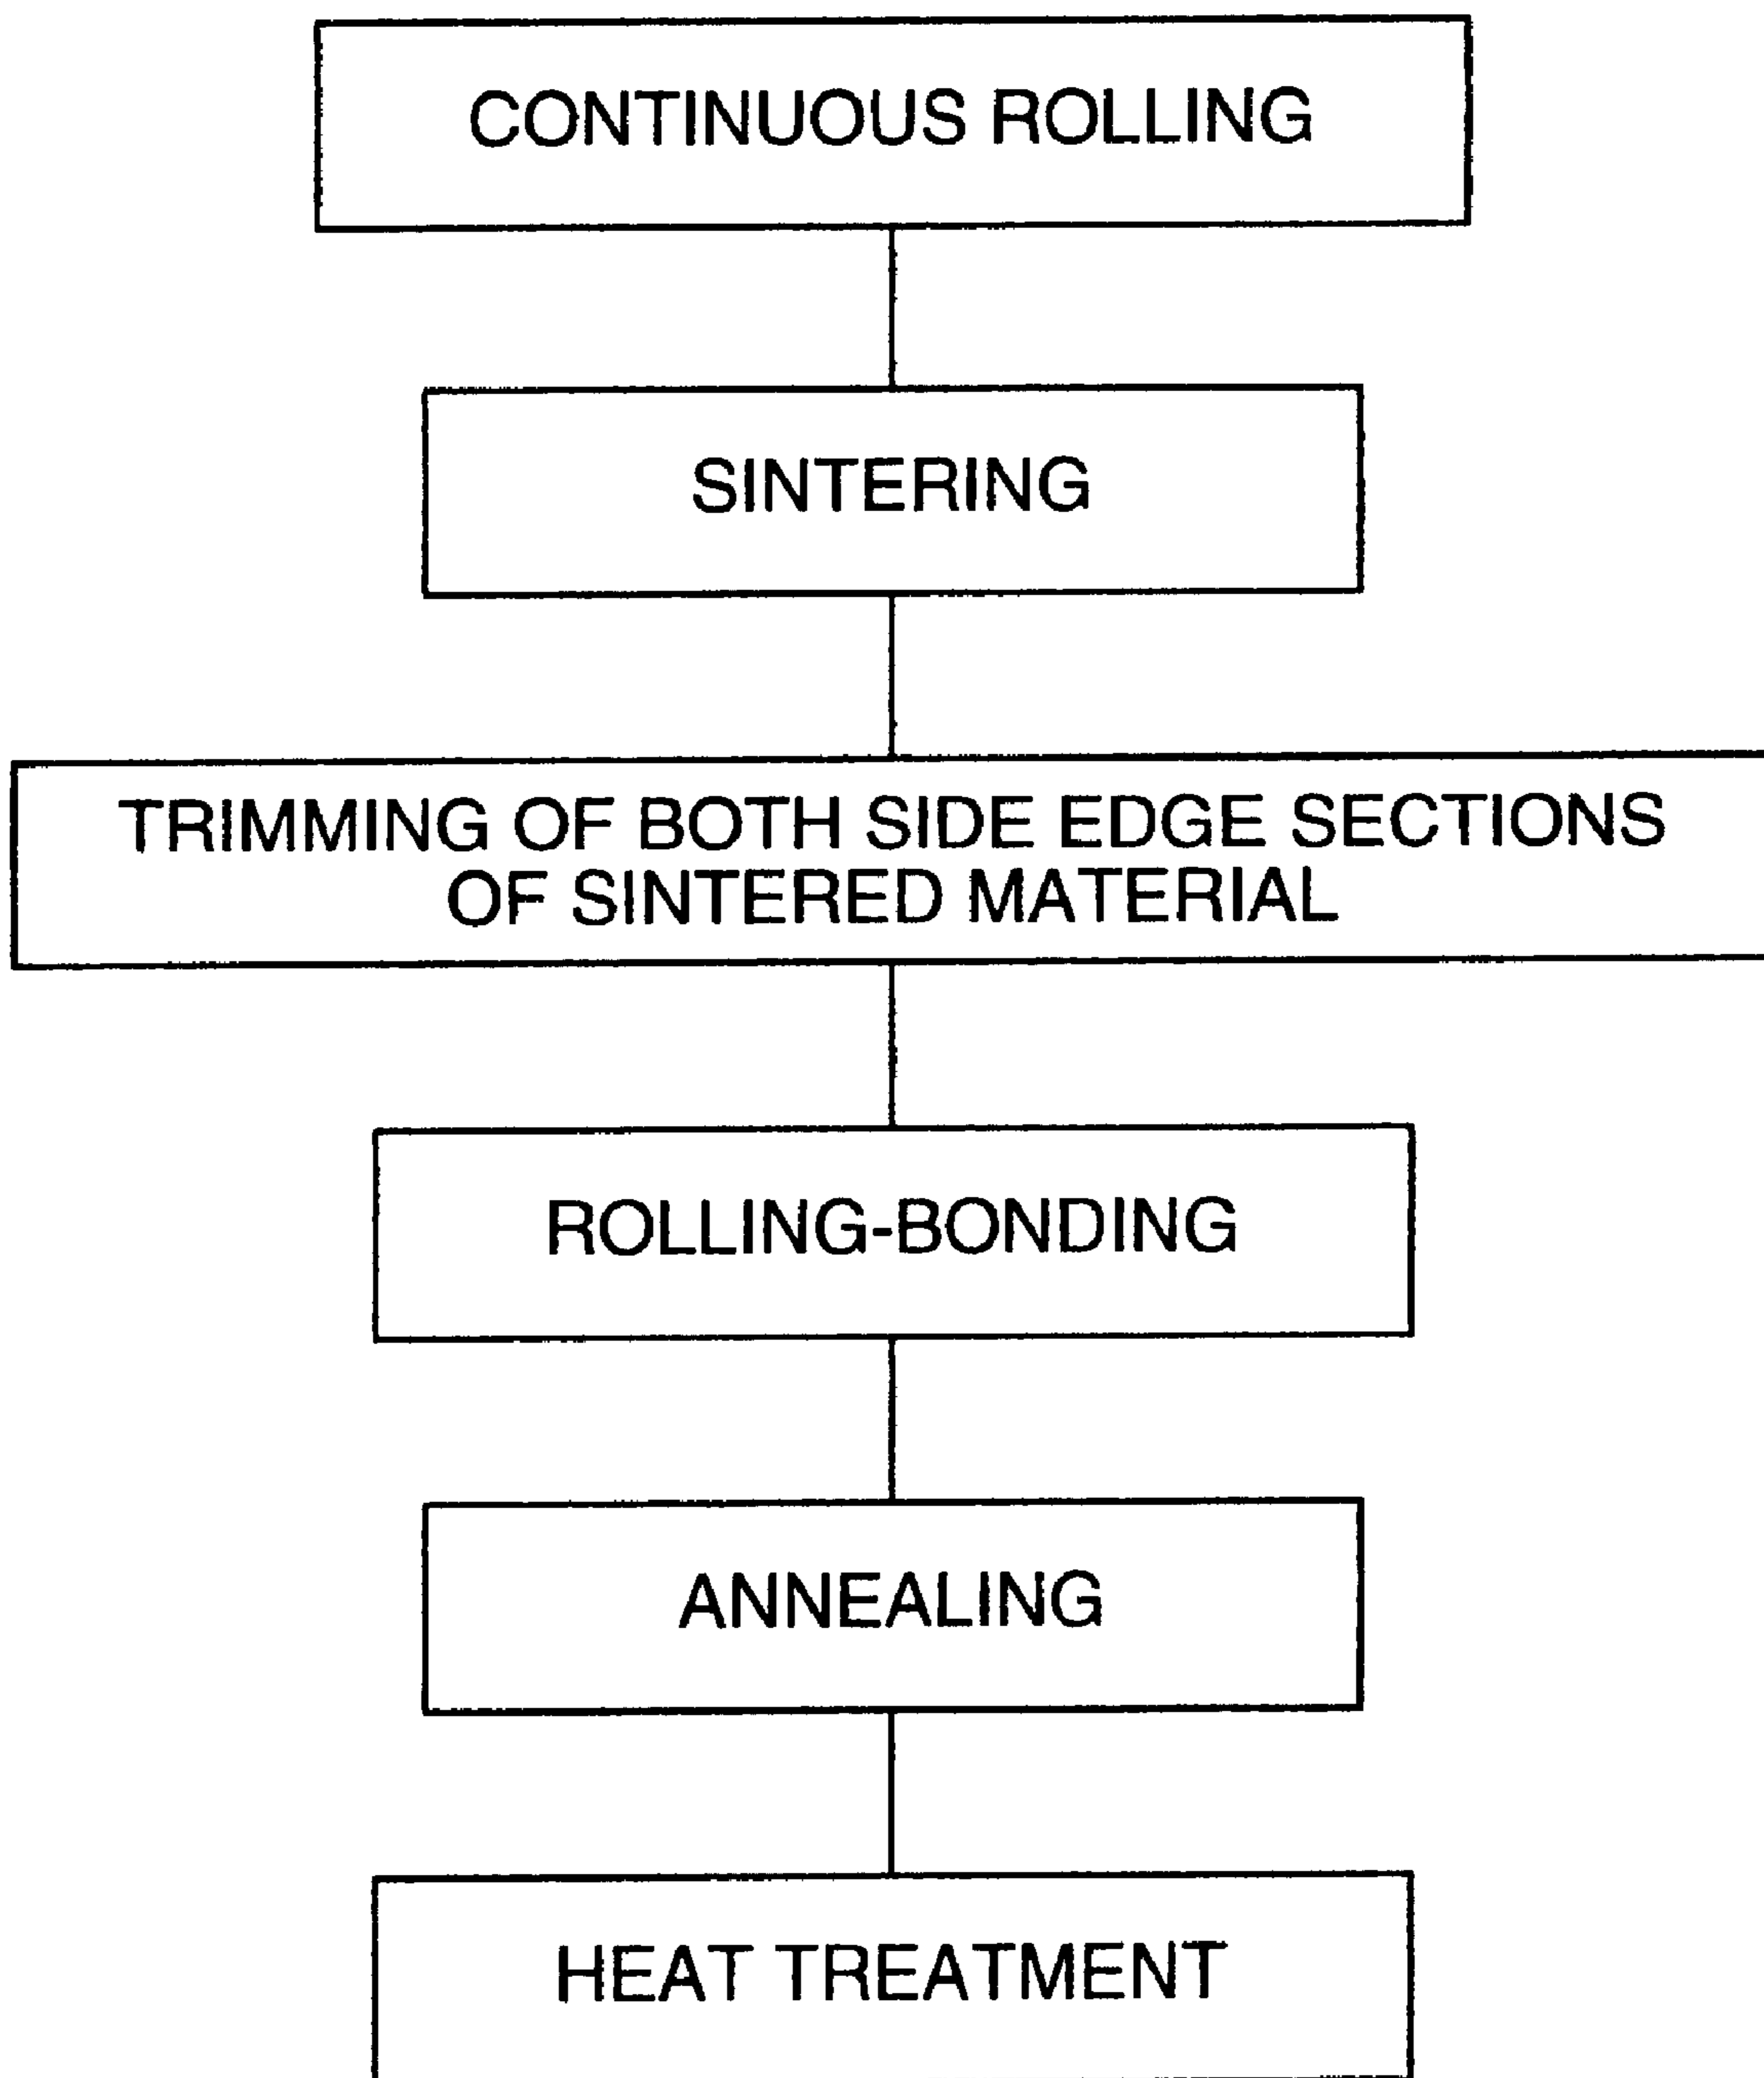 CONTINUOUS ROLLING
SINTERING
TRIMMING OF BOTH SIDE EDGE SECTIONS
OF SINTERED MATERIAL
ROLLING-BONDING
ANNEALING
HEAT TREATMENT